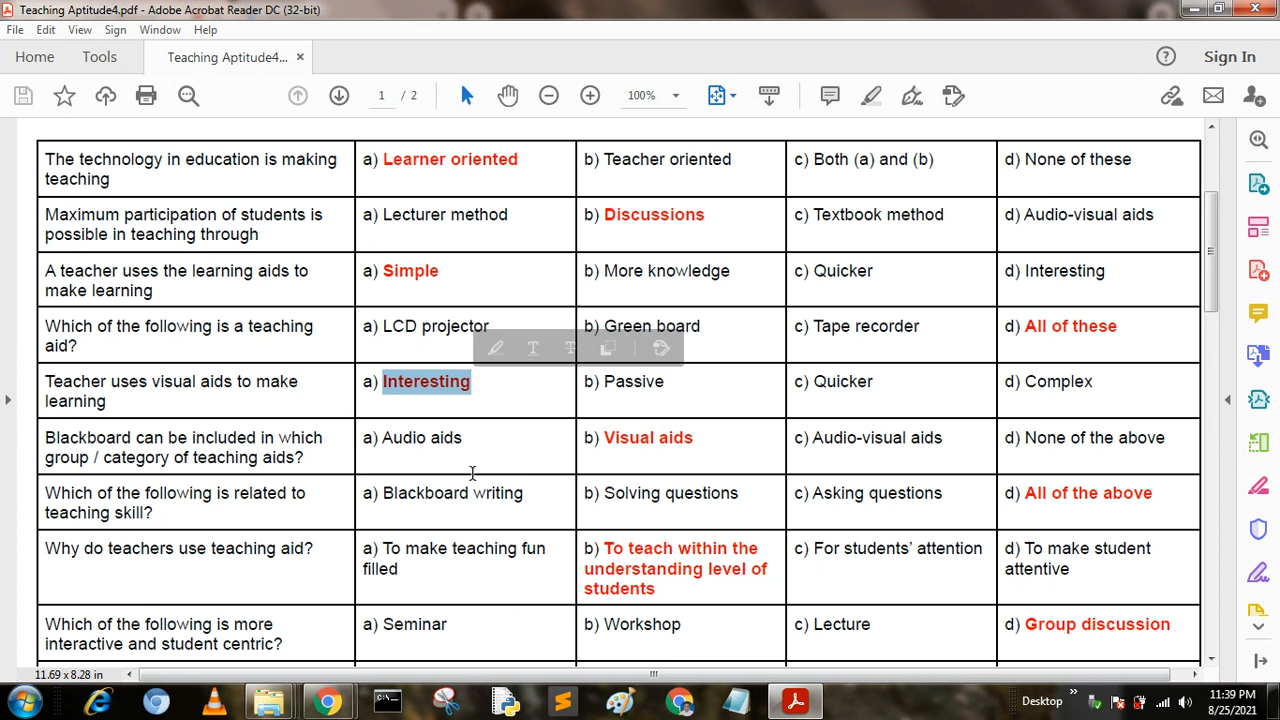 Teaching Aptitude4.pdf - Adobe Acrobat Reader DC (32-bit)
File Edit View Sign Window Help
Home Tools Teaching Aptitude4... × Sign In
1 / 2 100%
The technology in education is making teaching
a) Learner oriented
b) Teacher oriented
c) Both (a) and (b)
d) None of these
Maximum participation of students is possible in teaching through
a) Lecturer method
b) Discussions
c) Textbook method
d) Audio-visual aids
A teacher uses the learning aids to make learning
a) Simple
b) More knowledge
c) Quicker
d) Interesting
Which of the following is a teaching aid?
a) LCD projector
b) Green board
c) Tape recorder
d) All of these
Teacher uses visual aids to make learning
a) Interesting
b) Passive
c) Quicker
d) Complex
Blackboard can be included in which group / category of teaching aids?
a) Audio aids
b) Visual aids
c) Audio-visual aids
d) None of the above
Which of the following is related to teaching skill?
a) Blackboard writing
b) Solving questions
c) Asking questions
d) All of the above
Why do teachers use teaching aid?
a) To make teaching fun filled
b) To teach within the understanding level of students
c) For students' attention
d) To make student attentive
Which of the following is more interactive and student centric?
a) Seminar
b) Workshop
c) Lecture
d) Group discussion
11.69 x 8.28 in
Desktop
11:39 PM
8/25/2021